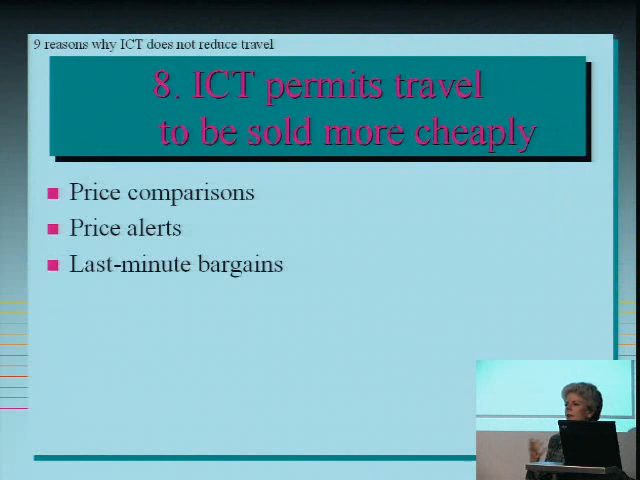 9 reasons why ICT does not reduce travel
8. ICT permits travel
to be sold more cheaply
Price comparisons
Price alerts
Last-minute bargains